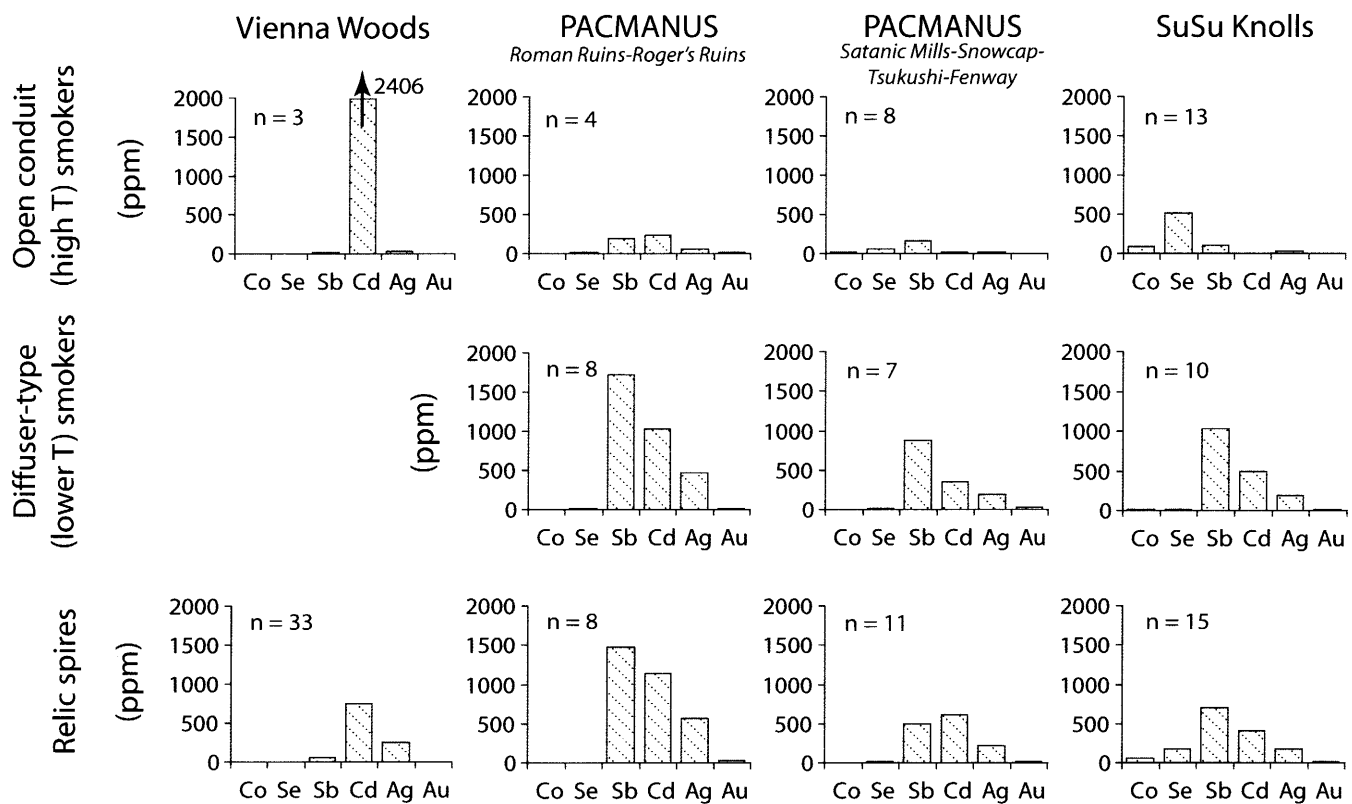 Vienna Woods
PACMANUS
Roman Ruins-Roger's Ruins
PACMANUS
Satanic Mills-Snowcap-
Tsukushi-Fenway
SuSu Knolls
Open conduit
(high T) smokers
(ppm)
2000
1500
1000
500
0
n = 3
2406
Co Se Sb Cd Ag Au
2000
1500
1000
500
0
n = 4
Co Se Sb Cd Ag Au
2000
1500
1000
500
0
n = 8
Co Se Sb Cd Ag Au
2000
1500
1000
500
0
n = 13
Co Se Sb Cd Ag Au
Diffuser-type
(lower T) smokers
(ppm)
2000
1500
1000
500
0
n = 8
Co Se Sb Cd Ag Au
2000
1500
1000
500
0
n = 7
Co Se Sb Cd Ag Au
2000
1500
1000
500
0
n = 10
Co Se Sb Cd Ag Au
Relic spires
(ppm)
2000
1500
1000
500
0
n = 33
Co Se Sb Cd Ag Au
2000
1500
1000
500
0
n = 8
Co Se Sb Cd Ag Au
2000
1500
1000
500
0
n = 11
Co Se Sb Cd Ag Au
2000
1500
1000
500
0
n = 15
Co Se Sb Cd Ag Au